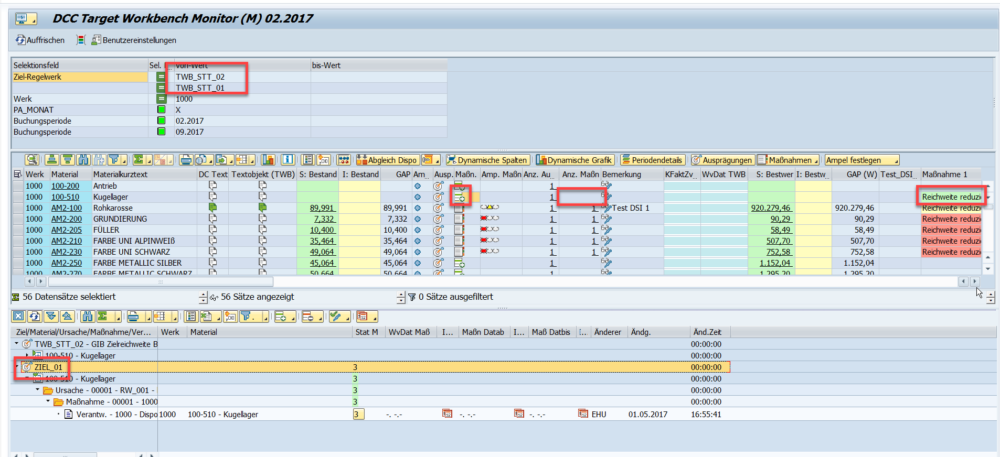 DCC Target Workbench Monitor (M) 02.2017
Auffrischen Benutzereinstellungen
Selektionsfeld Sel. von-Wert bis-Wert
Ziel-Regelwerk TWB_STT_02
TWB_STT_01
Werk 1000
PA_MONAT X
Buchungsperiode 02.2017
Buchungsperiode 09.2017
Abgleich Dispo Dynamische Spalten Dynamische Grafik Periodendetails Ausprägungen Maßnahmen Ampel festlegen
Werk Material Materialkurztext DC Text Textobjekt (TWB) S: Bestand I: Bestand GAP Am... Ausp. Maßn. Amp. Maßn Anz. Au... Anz. Maßn Bemerkung KFaktZv... WvDat TWB S: Bestwer I: Bestw... GAP (W) Test_DSI... Maßnahme 1
1000 100-200 Antrieb 1
1000 100-510 Kugellager 1 Reichweite reduzi
1000 AM2-100 Rohkarosse 89,991 89,991 1 1 Test DSI 1 920.279,46 920.279,46 Reichweite reduzi
1000 AM2-200 GRUNDIERUNG 7,332 7,332 1 1 90,29 90,29 Reichweite reduzi
1000 AM2-205 FÜLLER 10,400 10,400 1 1 58,49 58,49 Reichweite reduzi
1000 AM2-210 FARBE UNI ALPINWEIß 35,464 35,464 1 1 507,70 507,70 Reichweite reduzi
1000 AM2-230 FARBE UNI SCHWARZ 49,064 49,064 1 1 752,58 752,58 Reichweite reduzi
1000 AM2-250 FARBE METALLIC SILBER 45,064 45,064 1 1.152,04 1.152,04
1000 AM2-270 FARBE METALLIC SCHWARZ 50,664 50,664 1 1.295,20 1.295,20
56 Datensätze selektiert 56 Sätze angezeigt 0 Sätze ausgefiltert
Ziel/Material/Ursache/Maßnahme/Ver... Werk Material Stat M WvDat Maß I... Maßn Datab I... Maß Datbis I... Änderer Ändg. Änd.Zeit
TWB_STT_02 - GIB Zielreichweite B 00:00:00
100-510 - Kugellager 00:00:00
ZIEL_01 3 00:00:00
100-510 - Kugellager 3 00:00:00
Ursache - 00001 - RW_001 - 3 00:00:00
Maßnahme - 00001 - 1000 3 00:00:00
Verantw. - 1000 - Dispo 1000 100-510 - Kugellager 3 -. -.- -. -.- -. -.- EHU 01.05.2017 16:55:41